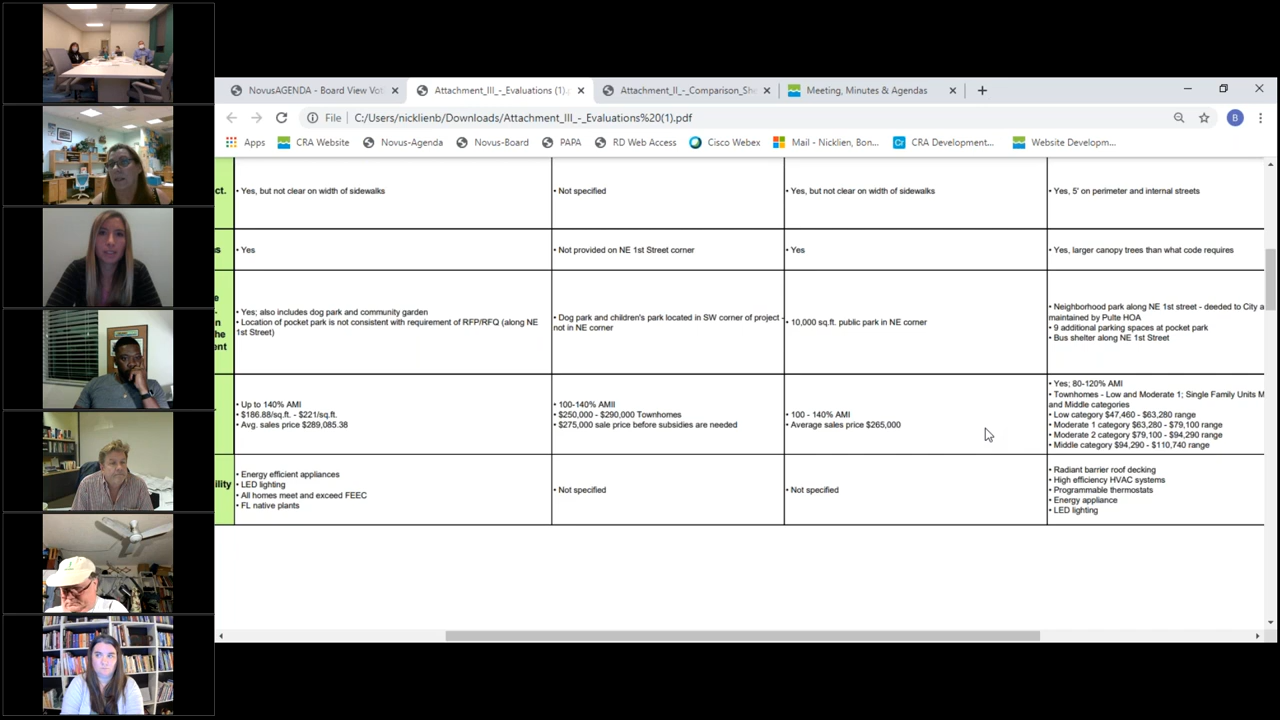 NovusAGENDA - Board View Vot
Attachment_III_-_Evaluations (1).
Attachment_II_-_Comparison_She
Meeting, Minutes & Agendas
File
C:/Users/nicklienb/Downloads/Attachment_III_-_Evaluations%20(1).pdf
B
Apps
CRA Website
Novus-Agenda
Novus-Board
PAPA
RD Web Access
Cisco Webex
Mail - Nicklien, Bon...
CRA Development...
Website Developm...
ct.
• Yes, but not clear on width of sidewalks
• Not specified
• Yes, but not clear on width of sidewalks
• Yes, 5' on perimeter and internal streets
s
• Yes
• Not provided on NE 1st Street corner
• Yes
• Yes, larger canopy trees than what code requires
e
-
n
he
nt
• Yes; also includes dog park and community garden
• Location of pocket park is not consistent with requirement of RFP/RFQ (along NE
1st Street)
• Dog park and children's park located in SW corner of project -
not in NE corner
• 10,000 sq.ft. public park in NE corner
• Neighborhood park along NE 1st street - deeded to City a
maintained by Pulte HOA
• 9 additional parking spaces at pocket park
• Bus shelter along NE 1st Street
-
• Up to 140% AMI
• $186.88/sq.ft. - $221/sq.ft.
• Avg. sales price $289,085.38
• 100-140% AMII
• $250,000 - $290,000 Townhomes
• $275,000 sale price before subsidies are needed
• 100 - 140% AMI
• Average sales price $265,000
• Yes; 80-120% AMI
• Townhomes - Low and Moderate 1; Single Family Units M
and Middle categories
• Low category $47,460 - $63,280 range
• Moderate 1 category $63,280 - $79,100 range
• Moderate 2 category $79,100 - $94,290 range
• Middle category $94,290 - $110,740 range
ility
• Energy efficient appliances
• LED lighting
• All homes meet and exceed FEEC
• FL native plants
• Not specified
• Not specified
• Radiant barrier roof decking
• High efficiency HVAC systems
• Programmable thermostats
• Energy appliance
• LED lighting